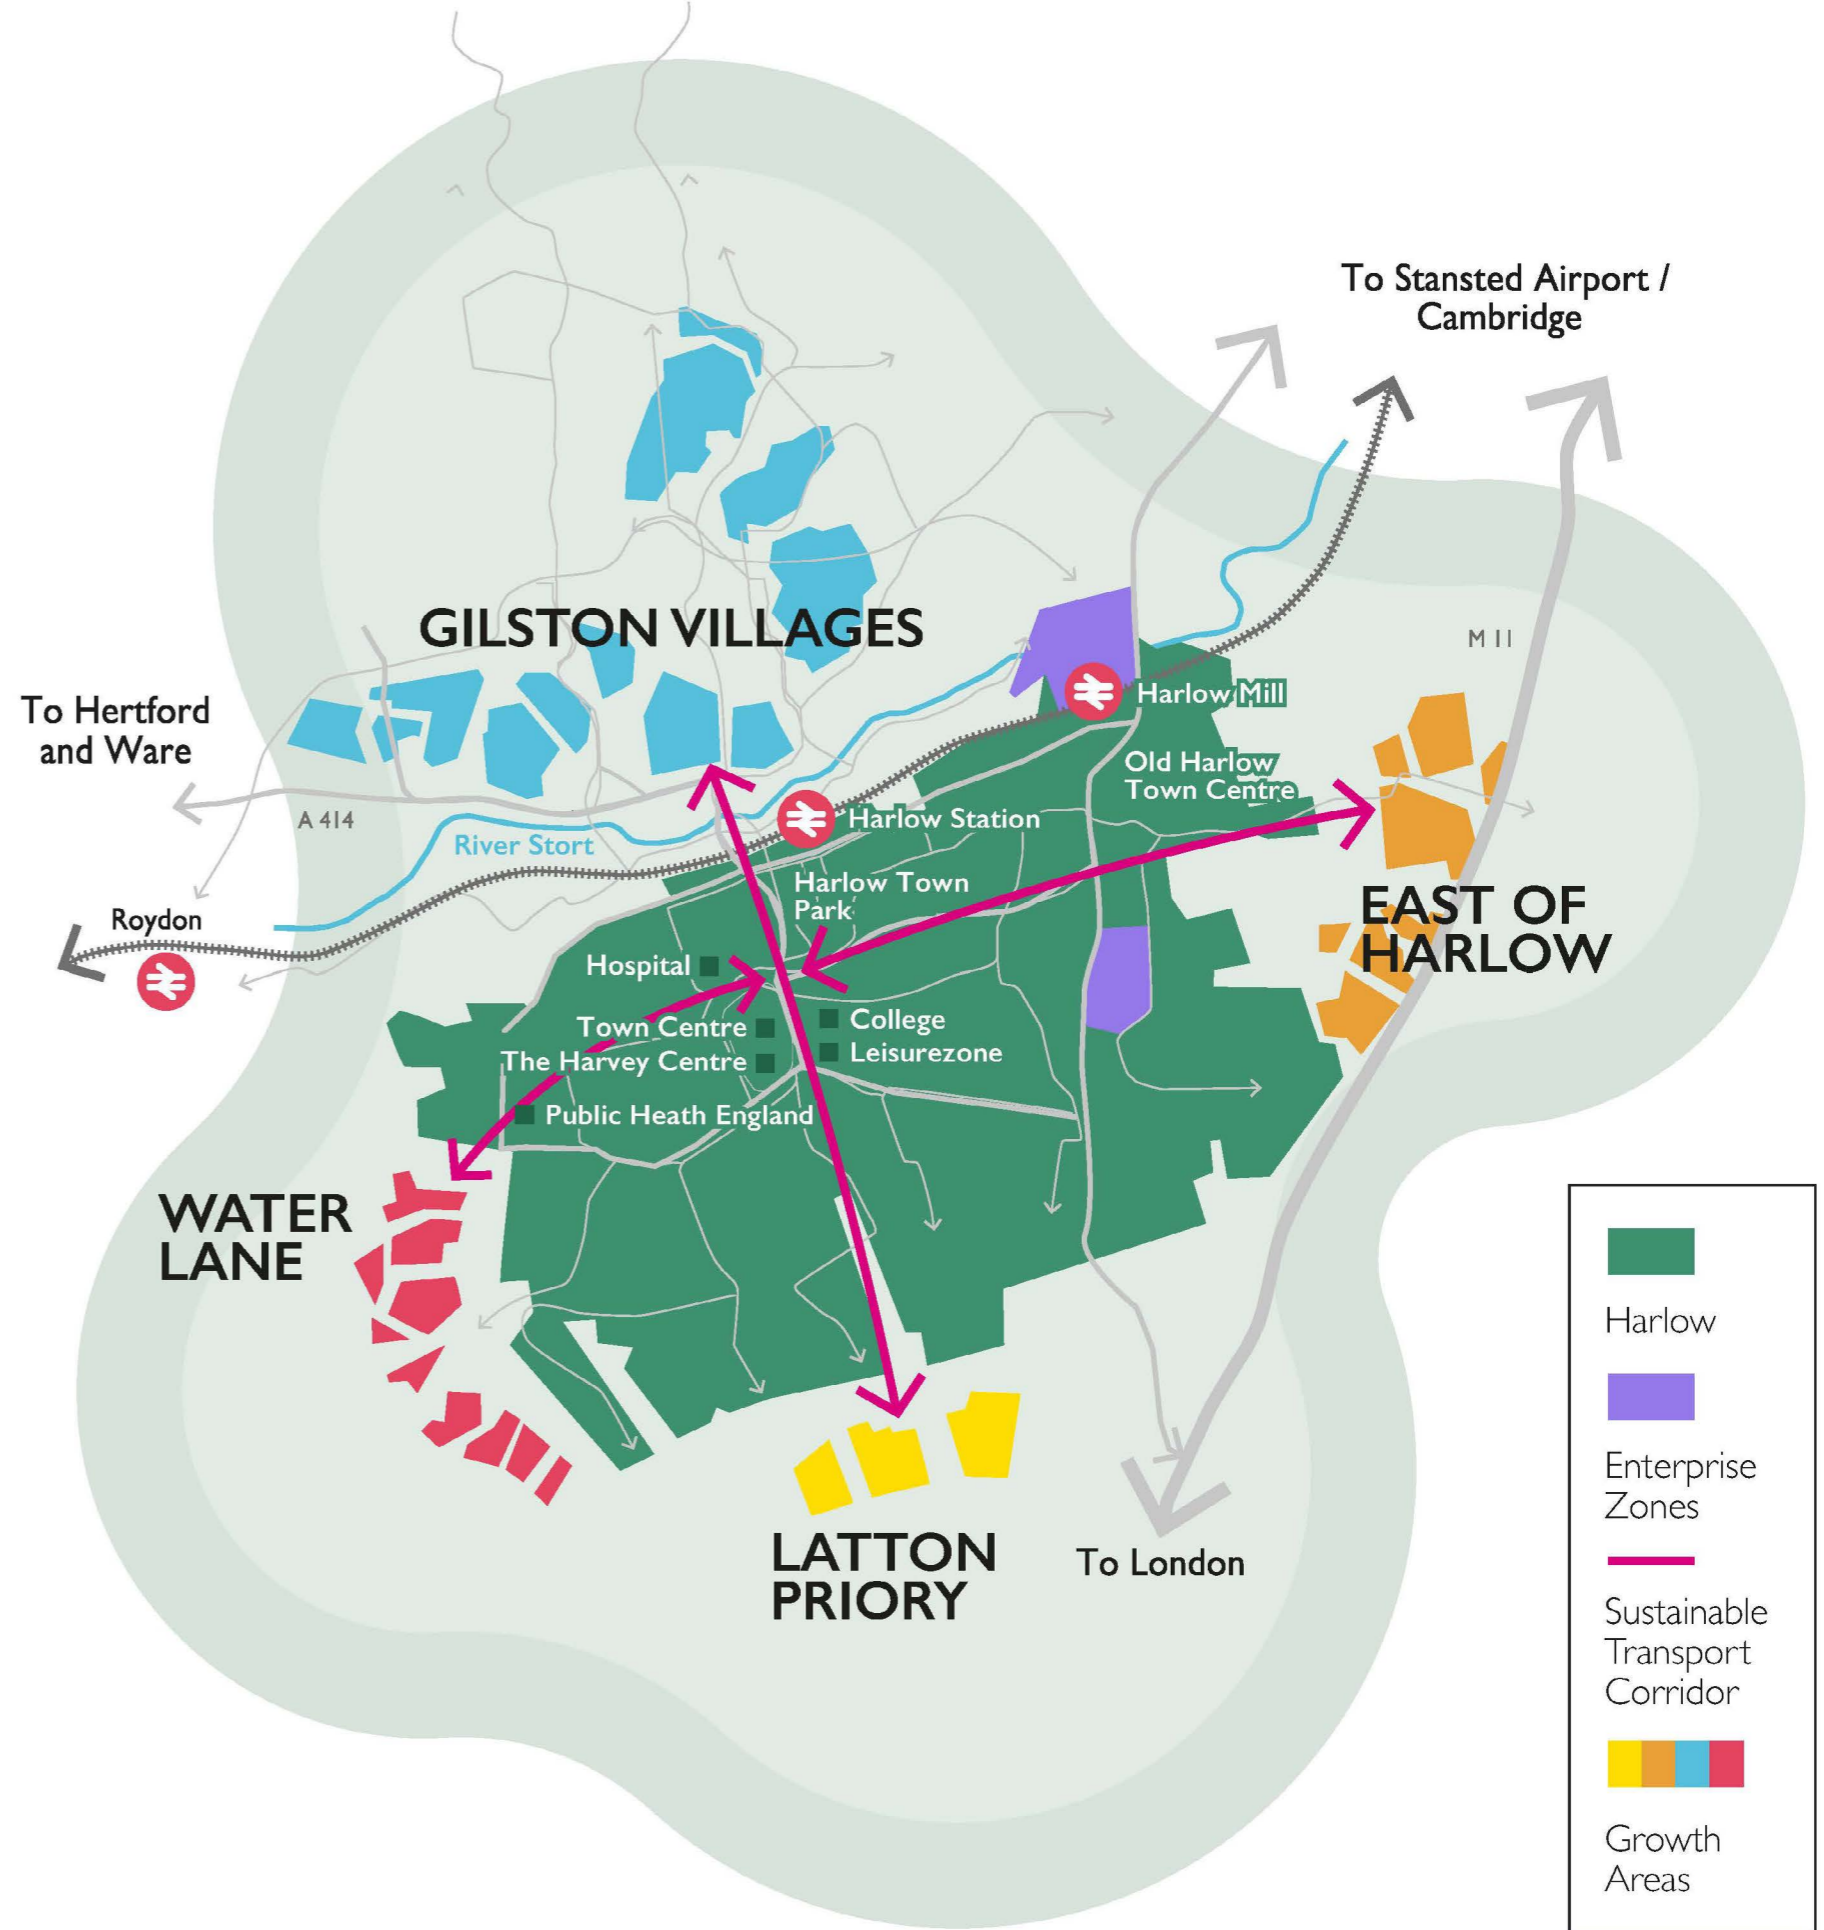 To Stansted Airport /
Cambridge
GILSTON VILLAGES
M 11
To Hertford
and Ware
Harlow Mill
Old Harlow
Town Centre
A 414
River Stort
Harlow Station
Harlow Town
Park
Roydon
EAST OF
HARLOW
Hospital
Town Centre
College
The Harvey Centre
Leisurezone
Public Heath England
WATER
LANE
LATTON
PRIORY
To London
Harlow
Enterprise
Zones
Sustainable
Transport
Corridor
Growth
Areas